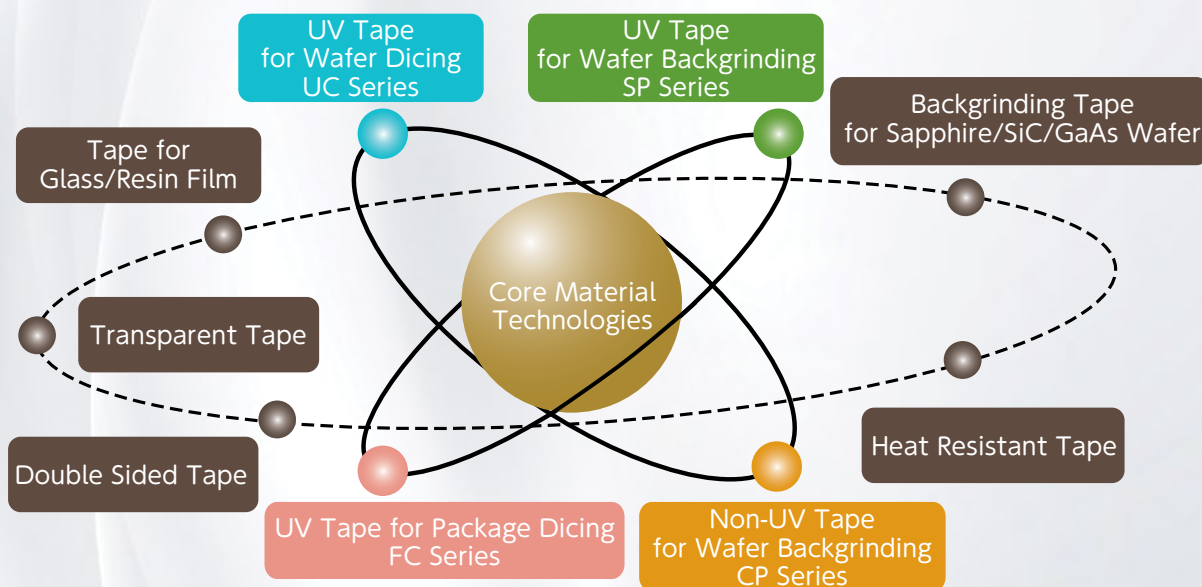 UV Tape
for Wafer Dicing
UC Series
UV Tape
for Wafer Backgrinding
SP Series
Backgrinding Tape
for Sapphire/SiC/GaAs Wafer
Tape for
Glass/Resin Film
Core Material
Technologies
Transparent Tape
Double Sided Tape
Heat Resistant Tape
UV Tape for Package Dicing
FC Series
Non-UV Tape
for Wafer Backgrinding
CP Series